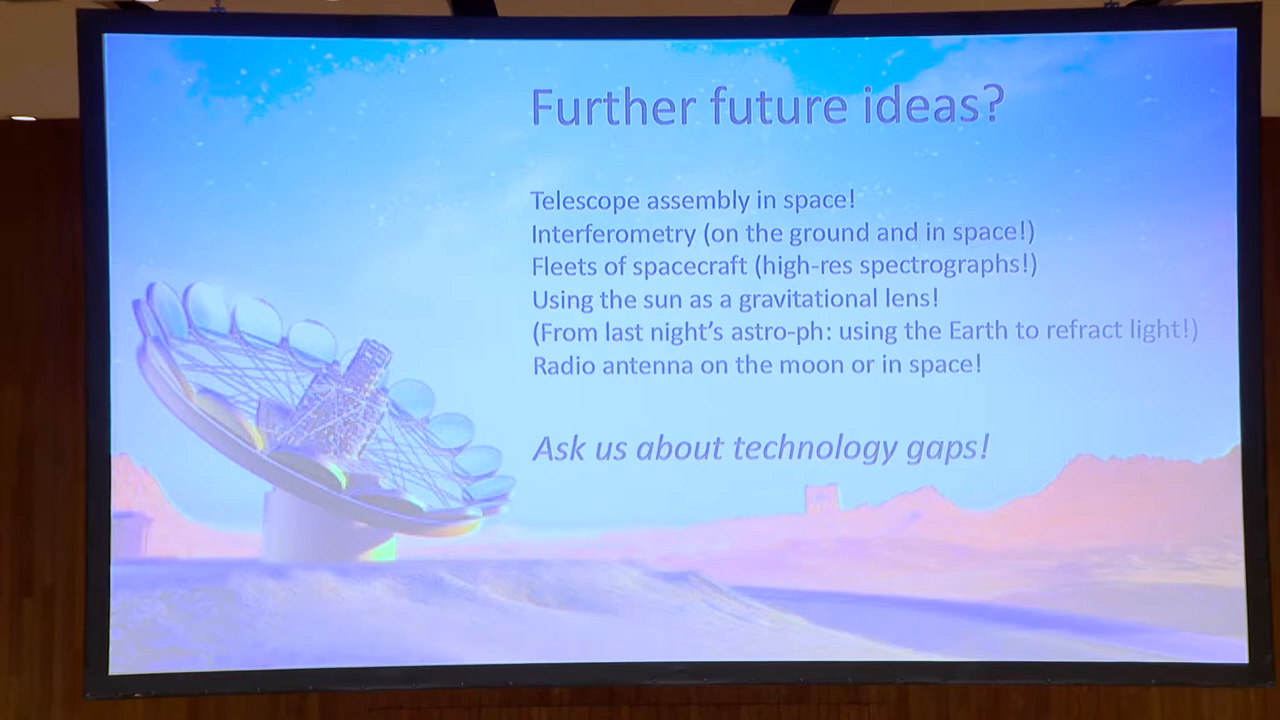 Further future ideas?
Telescope assembly in space!
Interferometry (on the ground and in space!)
Fleets of spacecraft (high-res spectrographs!)
Using the sun as a gravitational lens!
(From last night's astro-ph: using the Earth to refract light!)
Radio antenna on the moon or in space!
Ask us about technology gaps!